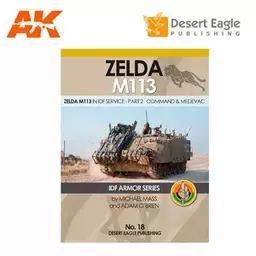 AK
Desert Eagle
PUBLISHING
ZELDA
M113
ZELDA M113 IN IDF SERVICE - PART 2 COMMAND & MEDEVAC
IDF ARMOR SERIES
by MICHAEL MASS
and ADAM O'BRIEN
No. 18
DESERT EAGLE PUBLISHING